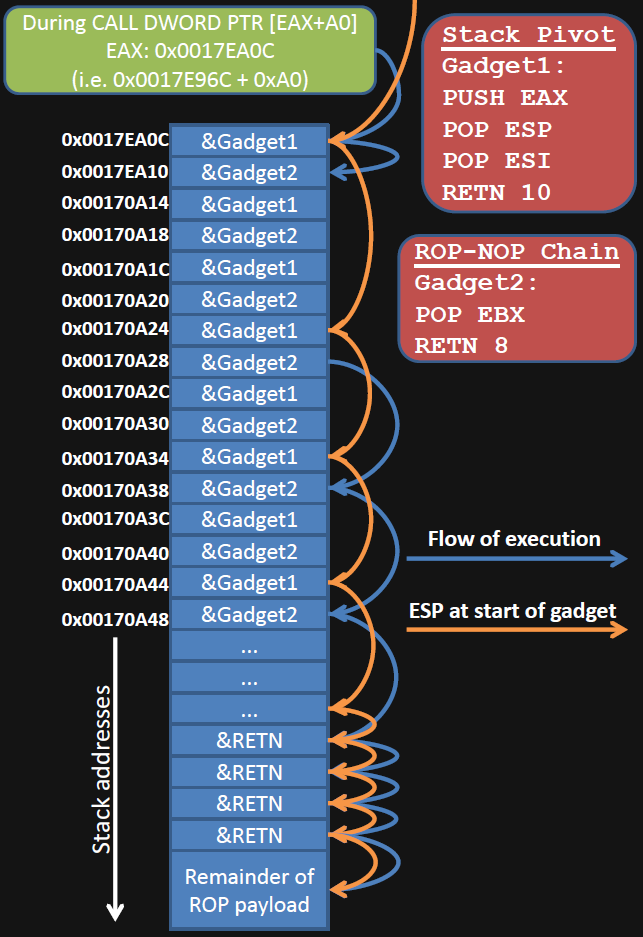 During CALL DWORD PTR [EAX+A0]
EAX: 0x0017EA0C
(i.e. 0x0017E96C + 0xA0)
Stack Pivot
Gadget1:
PUSH EAX
POP ESP
POP ESI
RETN 10
ROP-NOP Chain
Gadget2:
POP EBX
RETN 8
0x0017EA0C &Gadget1
0x0017EA10 &Gadget2
0x00170A14 &Gadget1
0x00170A18 &Gadget2
0x00170A1C &Gadget1
0x00170A20 &Gadget2
0x00170A24 &Gadget1
0x00170A28 &Gadget2
0x00170A2C &Gadget1
0x00170A30 &Gadget2
0x00170A34 &Gadget1
0x00170A38 &Gadget2
0x00170A3C &Gadget1
0x00170A40 &Gadget2
0x00170A44 &Gadget1
0x00170A48 &Gadget2
...
...
...
&RETN
&RETN
&RETN
&RETN
Remainder of
ROP payload
Stack addresses
Flow of execution
ESP at start of gadget